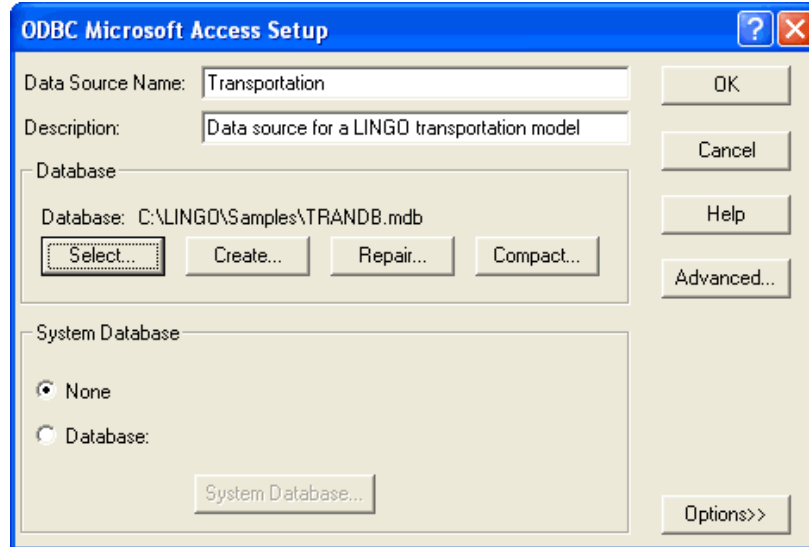 ODBC Microsoft Access Setup
Data Source Name: Transportation
OK
Description: Data source for a LINGO transportation model
Cancel
Database
Database: C:\LINGO\Samples\TRANDB.mdb
Help
Select... Create... Repair... Compact...
Advanced...
System Database
None
Database:
System Database...
Options>>